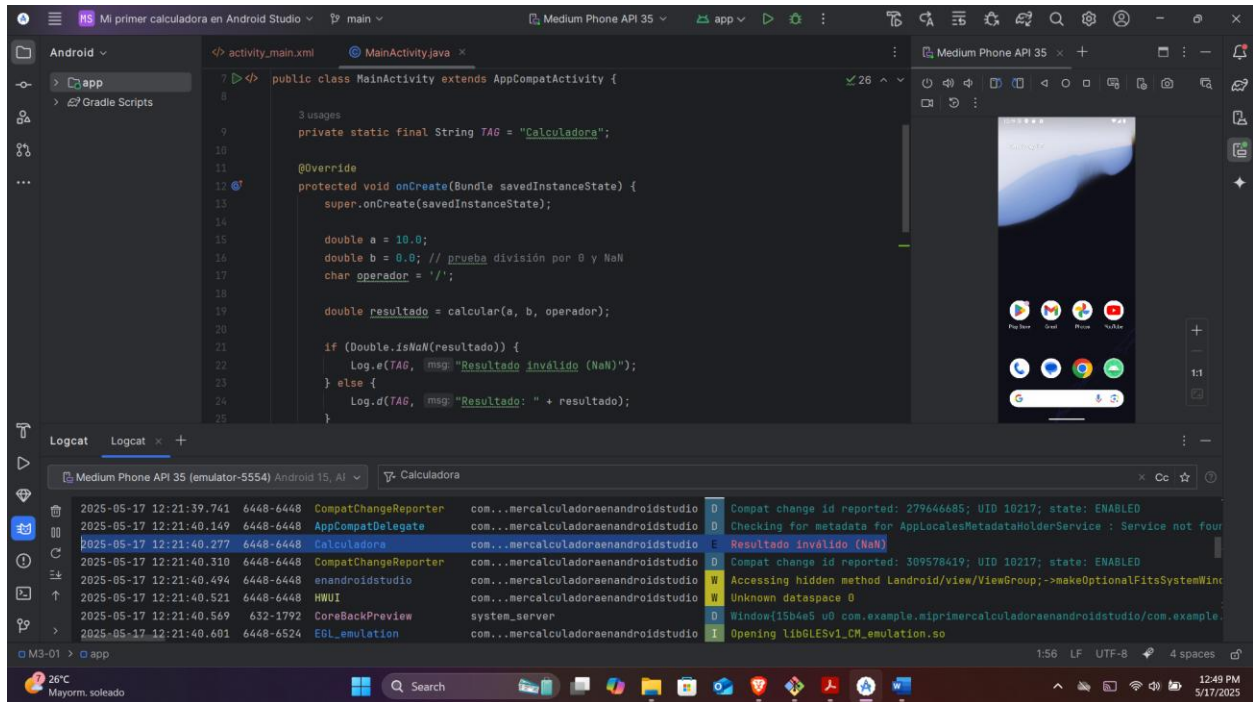 MS Mi primer calculadora en Android Studio main Medium Phone API 35 app
Android
activity_main.xml MainActivity.java
Medium Phone API 35
app
Gradle Scripts
7 public class MainActivity extends AppCompatActivity {
26
8
3 usages
9 private static final String TAG = "Calculadora";
10
11 @Override
12 protected void onCreate(Bundle savedInstanceState) {
13 super.onCreate(savedInstanceState);
14
15 double a = 10.0;
16 double b = 0.0; // prueba división por 0 y NaN
17 char operador = '/';
18
19 double resultado = calcular(a, b, operador);
20
21 if (Double.isNaN(resultado)) {
22 Log.e(TAG, msg: "Resultado inválido (NaN)");
23 } else {
24 Log.d(TAG, msg: "Resultado: " + resultado);
25 }
Play Store Gmail Photos YouTube
1:1
Logcat Logcat
Medium Phone API 35 (emulator-5554) Android 15, AI
Calculadora
Cc
2025-05-17 12:21:39.741 6448-6448 CompatChangeReporter com...mercalculadoraenandroidstudio D Compat change id reported: 279646685; UID 10217; state: ENABLED
2025-05-17 12:21:40.149 6448-6448 AppCompatDelegate com...mercalculadoraenandroidstudio D Checking for metadata for AppLocalesMetadataHolderService : Service not four
2025-05-17 12:21:40.277 6448-6448 Calculadora com...mercalculadoraenandroidstudio E Resultado inválido (NaN)
2025-05-17 12:21:40.310 6448-6448 CompatChangeReporter com...mercalculadoraenandroidstudio D Compat change id reported: 309578419; UID 10217; state: ENABLED
2025-05-17 12:21:40.494 6448-6448 enandroidstudio com...mercalculadoraenandroidstudio W Accessing hidden method Landroid/view/ViewGroup;->makeOptionalFitsSystemWind
2025-05-17 12:21:40.521 6448-6448 HWUI com...mercalculadoraenandroidstudio W Unknown dataspace 0
2025-05-17 12:21:40.569 632-1792 CoreBackPreview system_server D Window{15b4e5 u0 com.example.miprimercalculadoraenandroidstudio/com.example.
2025-05-17 12:21:40.601 6448-6524 EGL_emulation com...mercalculadoraenandroidstudio I Opening libGLESv1_CM_emulation.so
M3-01 > app
1:56 LF UTF-8 4 spaces
7
26°C
Mayorm. soleado
Search
12:49 PM
5/17/2025